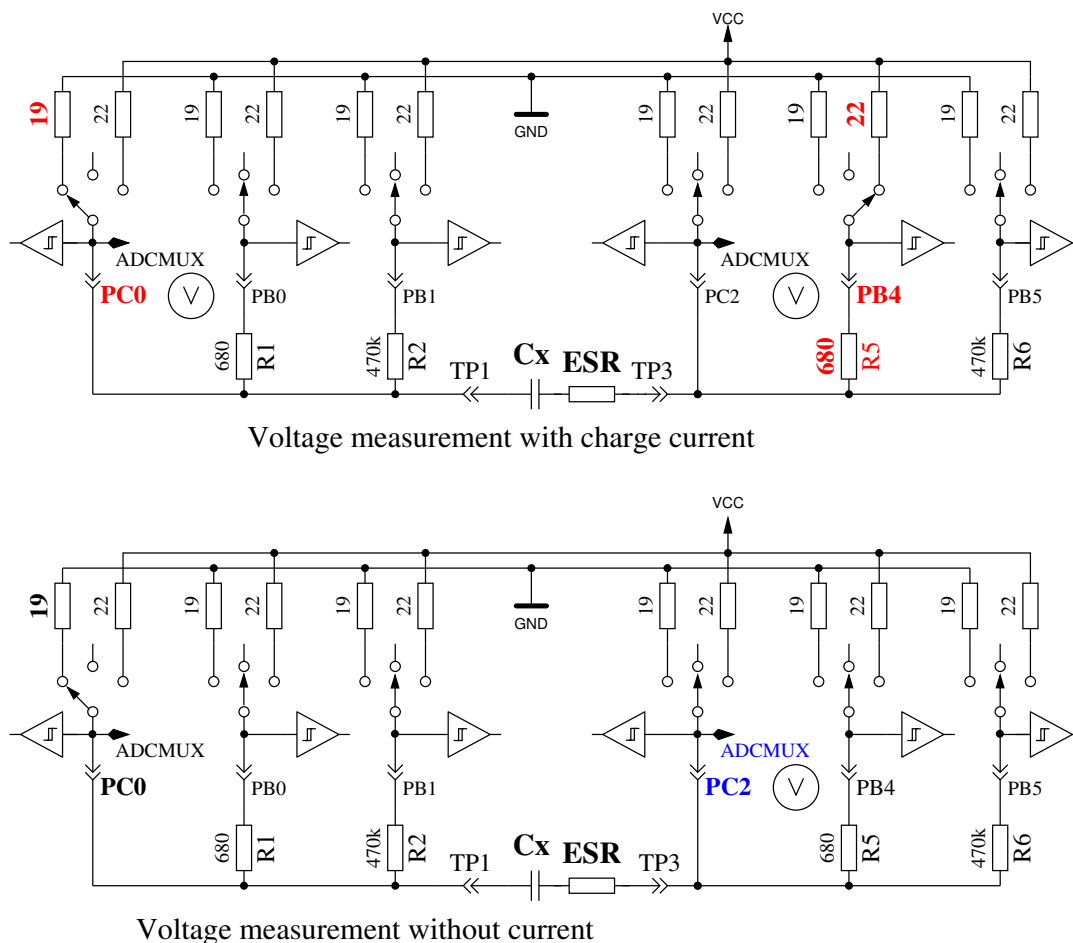 VCC
19
22
19
22
19
22
GND
19
22
19
22
19
22
ADCMUX
ADCMUX
PC0
V
PB0
PB1
PC2
V
PB4
PB5
680
R1
470k
R2
TP1
Cx
ESR
TP3
680
R5
470k
R6
Voltage measurement with charge current
VCC
19
22
19
22
19
22
GND
19
22
19
22
19
22
ADCMUX
ADCMUX
PC0
PB0
PB1
PC2
V
PB4
PB5
680
R1
470k
R2
TP1
Cx
ESR
TP3
680
R5
470k
R6
Voltage measurement without current